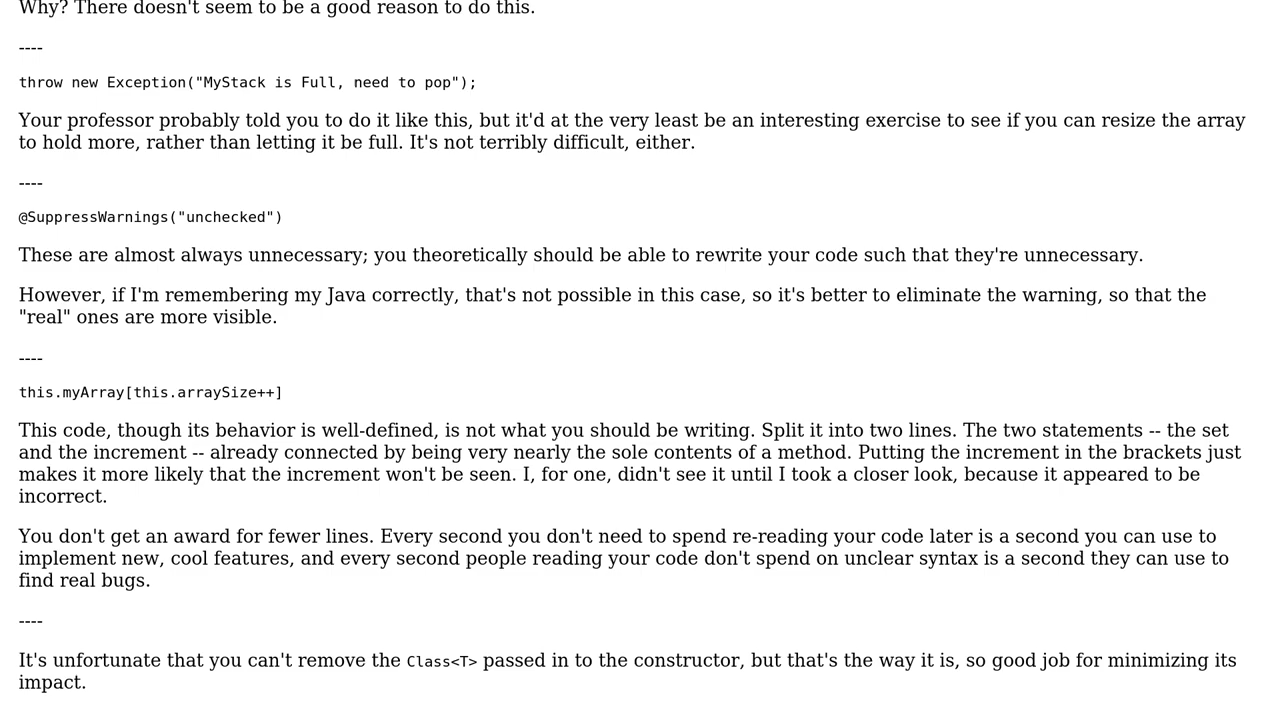 Why? There doesn't seem to be a good reason to do this.
----
throw new Exception("MyStack is Full, need to pop");
Your professor probably told you to do it like this, but it'd at the very least be an interesting exercise to see if you can resize the array
to hold more, rather than letting it be full. It's not terribly difficult, either.
----
@SuppressWarnings("unchecked")
These are almost always unnecessary; you theoretically should be able to rewrite your code such that they're unnecessary.
However, if I'm remembering my Java correctly, that's not possible in this case, so it's better to eliminate the warning, so that the
"real" ones are more visible.
----
this.myArray[this.arraySize++]
This code, though its behavior is well-defined, is not what you should be writing. Split it into two lines. The two statements -- the set
and the increment -- already connected by being very nearly the sole contents of a method. Putting the increment in the brackets just
makes it more likely that the increment won't be seen. I, for one, didn't see it until I took a closer look, because it appeared to be
incorrect.
You don't get an award for fewer lines. Every second you don't need to spend re-reading your code later is a second you can use to
implement new, cool features, and every second people reading your code don't spend on unclear syntax is a second they can use to
find real bugs.
----
It's unfortunate that you can't remove the Class<T> passed in to the constructor, but that's the way it is, so good job for minimizing its
impact.